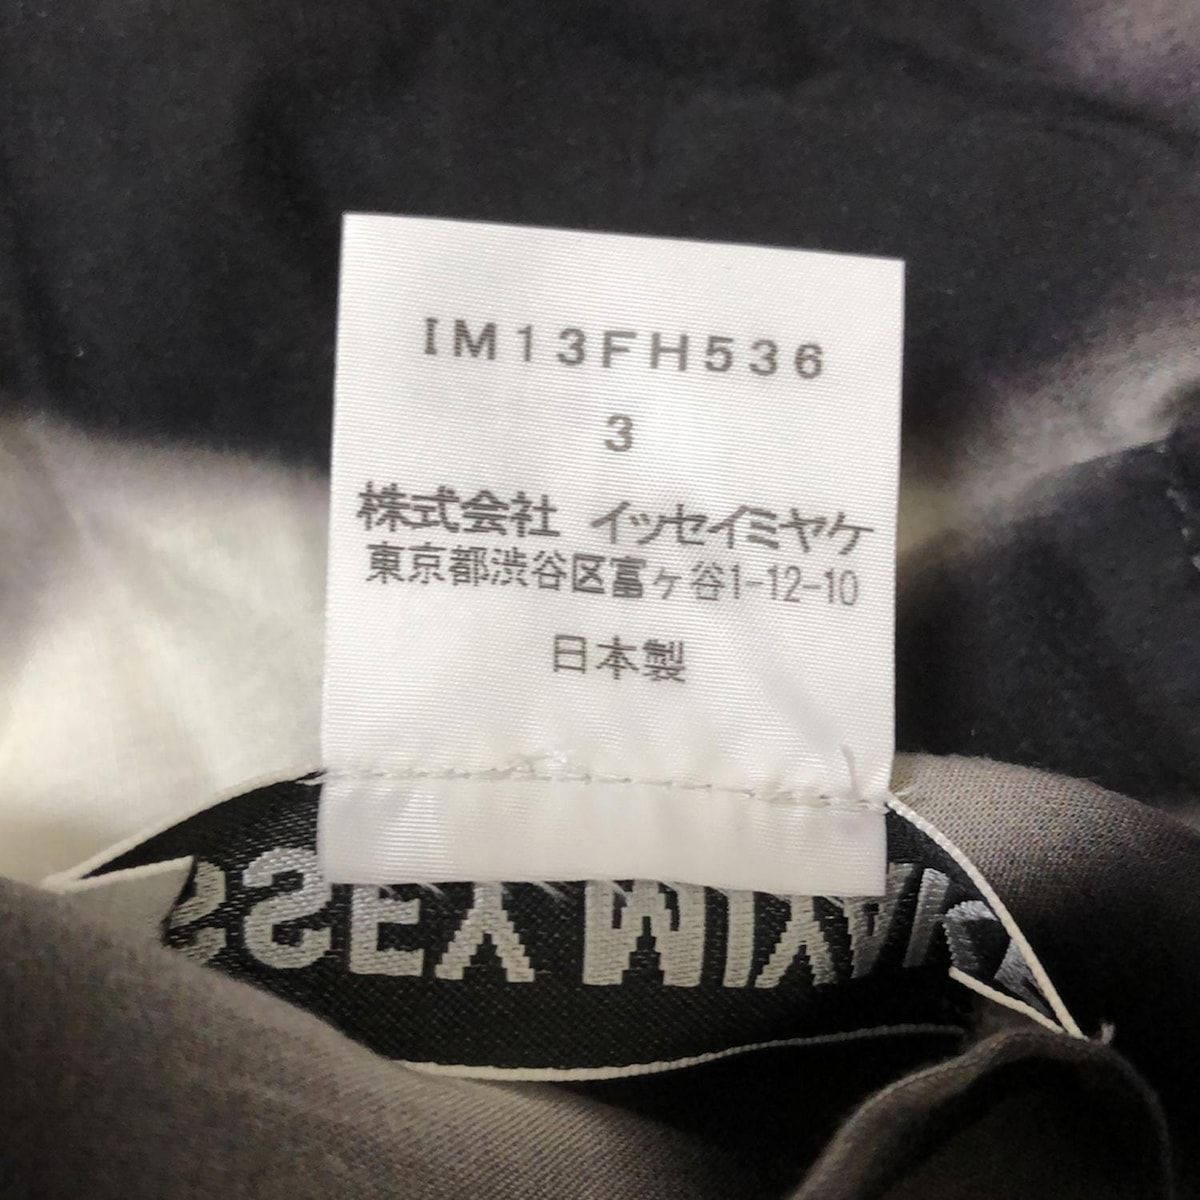 IM13FH536
3
株式会社 イッセイミヤケ
東京都渋谷区富ヶ谷1-12-10
日本製